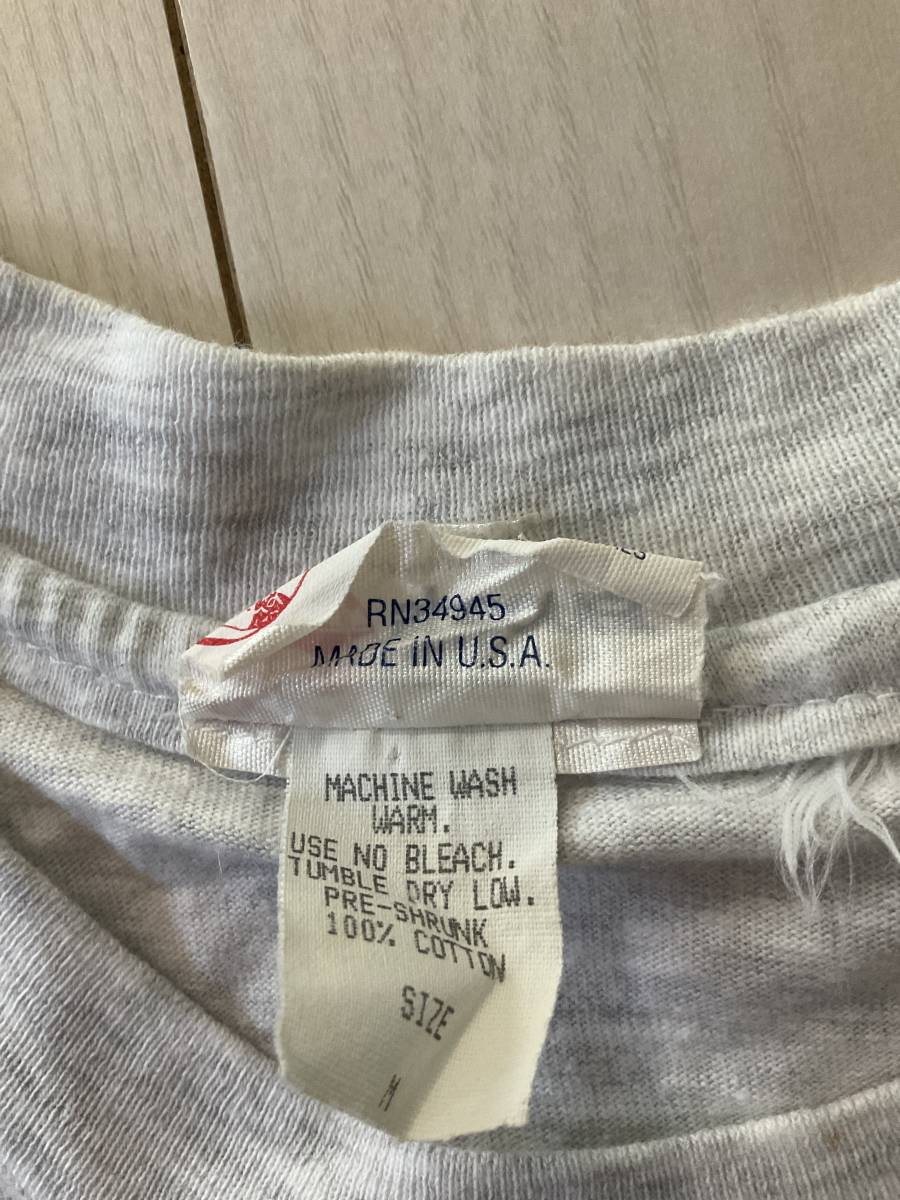 RN34945
MADE IN U.S.A.
MACHINE WASH
WARM.
USE NO BLEACH.
TUMBLE DRY LOW.
PRE-SHRUNK
100% COTTON
SIZE
M